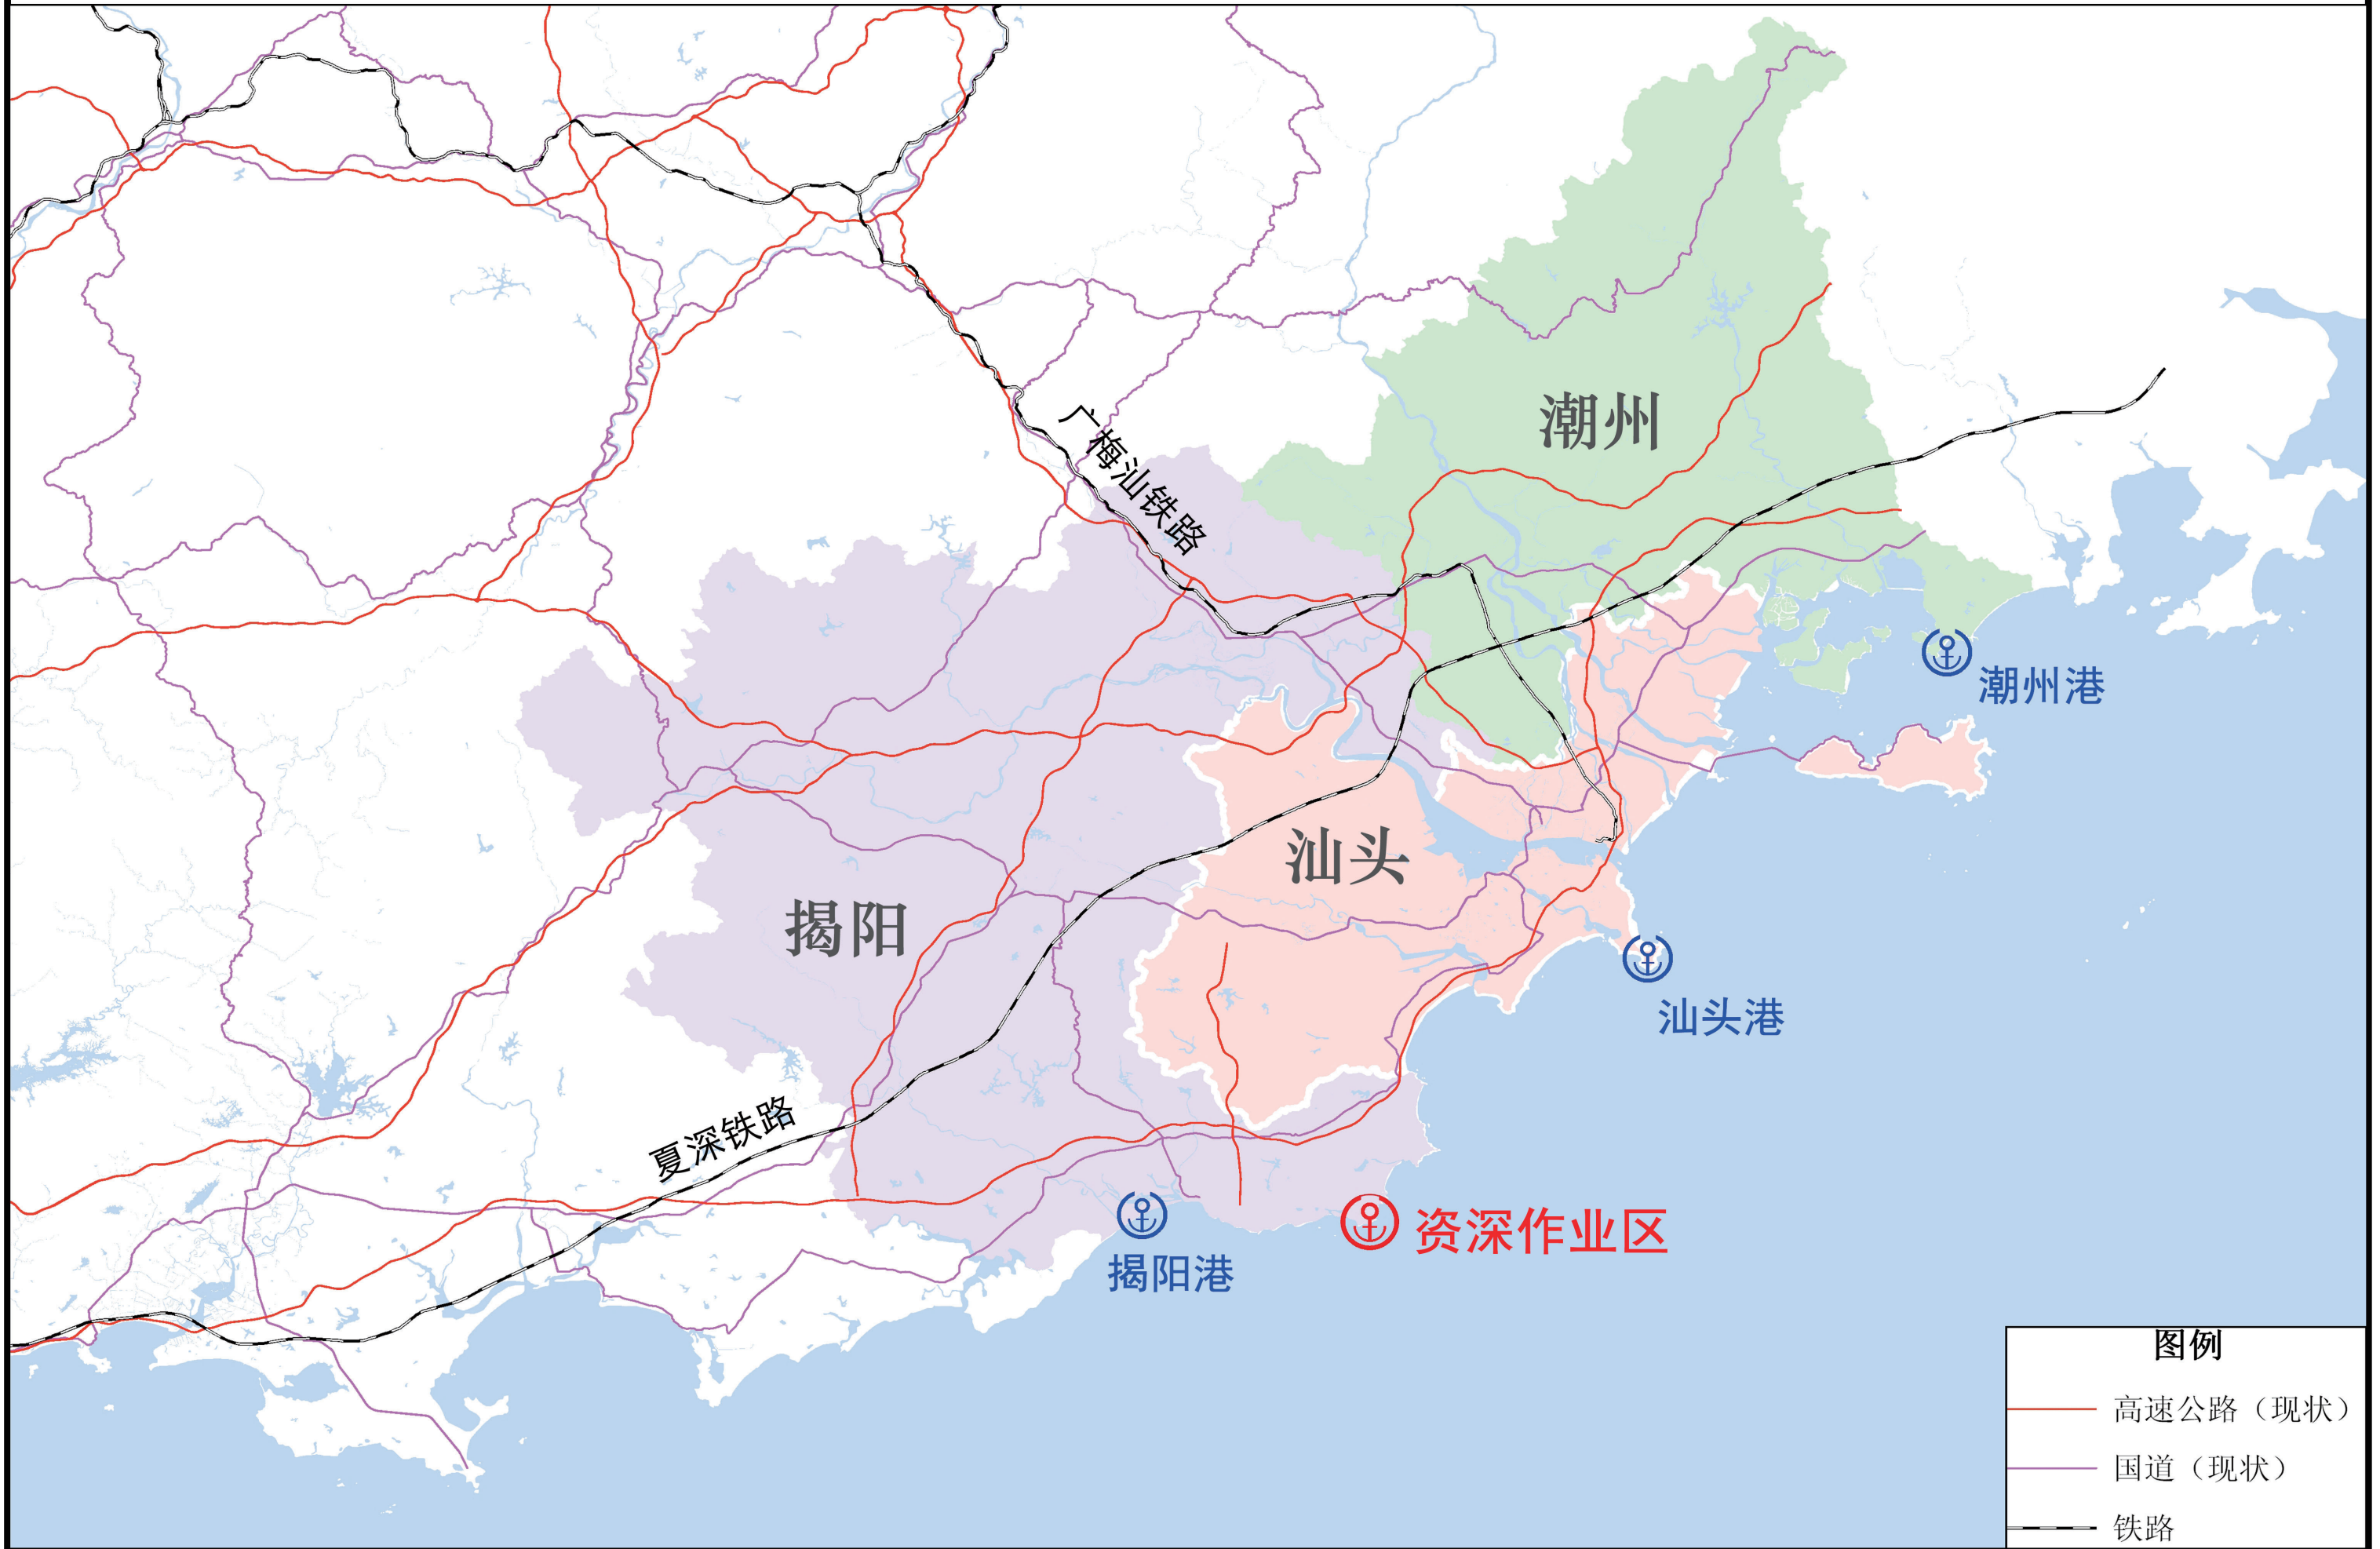 潮州
广梅汕铁路
潮州港
汕头
揭阳
汕头港
夏深铁路
资深作业区
揭阳港
图例
高速公路（现状）
国道（现状）
铁路